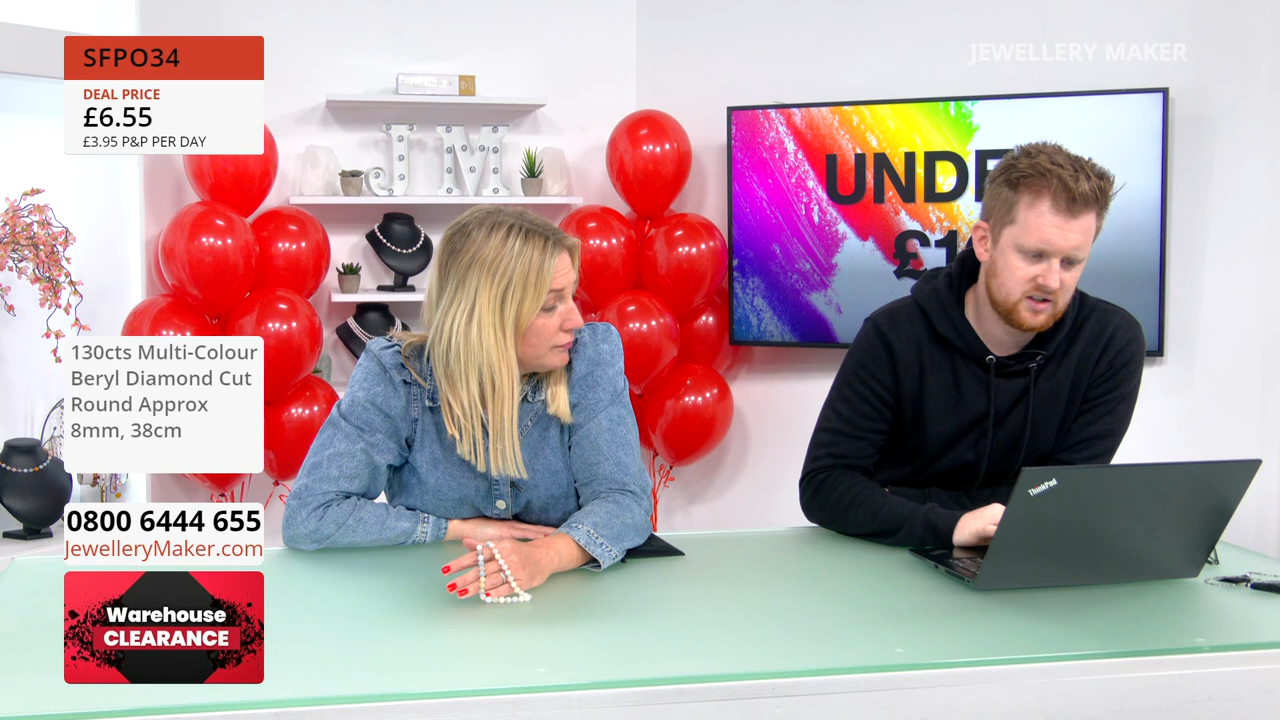 SFPO34
DEAL PRICE
£6.55
£3.95 P&P PER DAY
JEWELLERY MAKER
JM
UNDE
£1
130cts Multi-Colour
Beryl Diamond Cut
Round Approx
8mm, 38cm
ThinkPad
0800 6444 655
JewelleryMaker.com
Warehouse
CLEARANCE